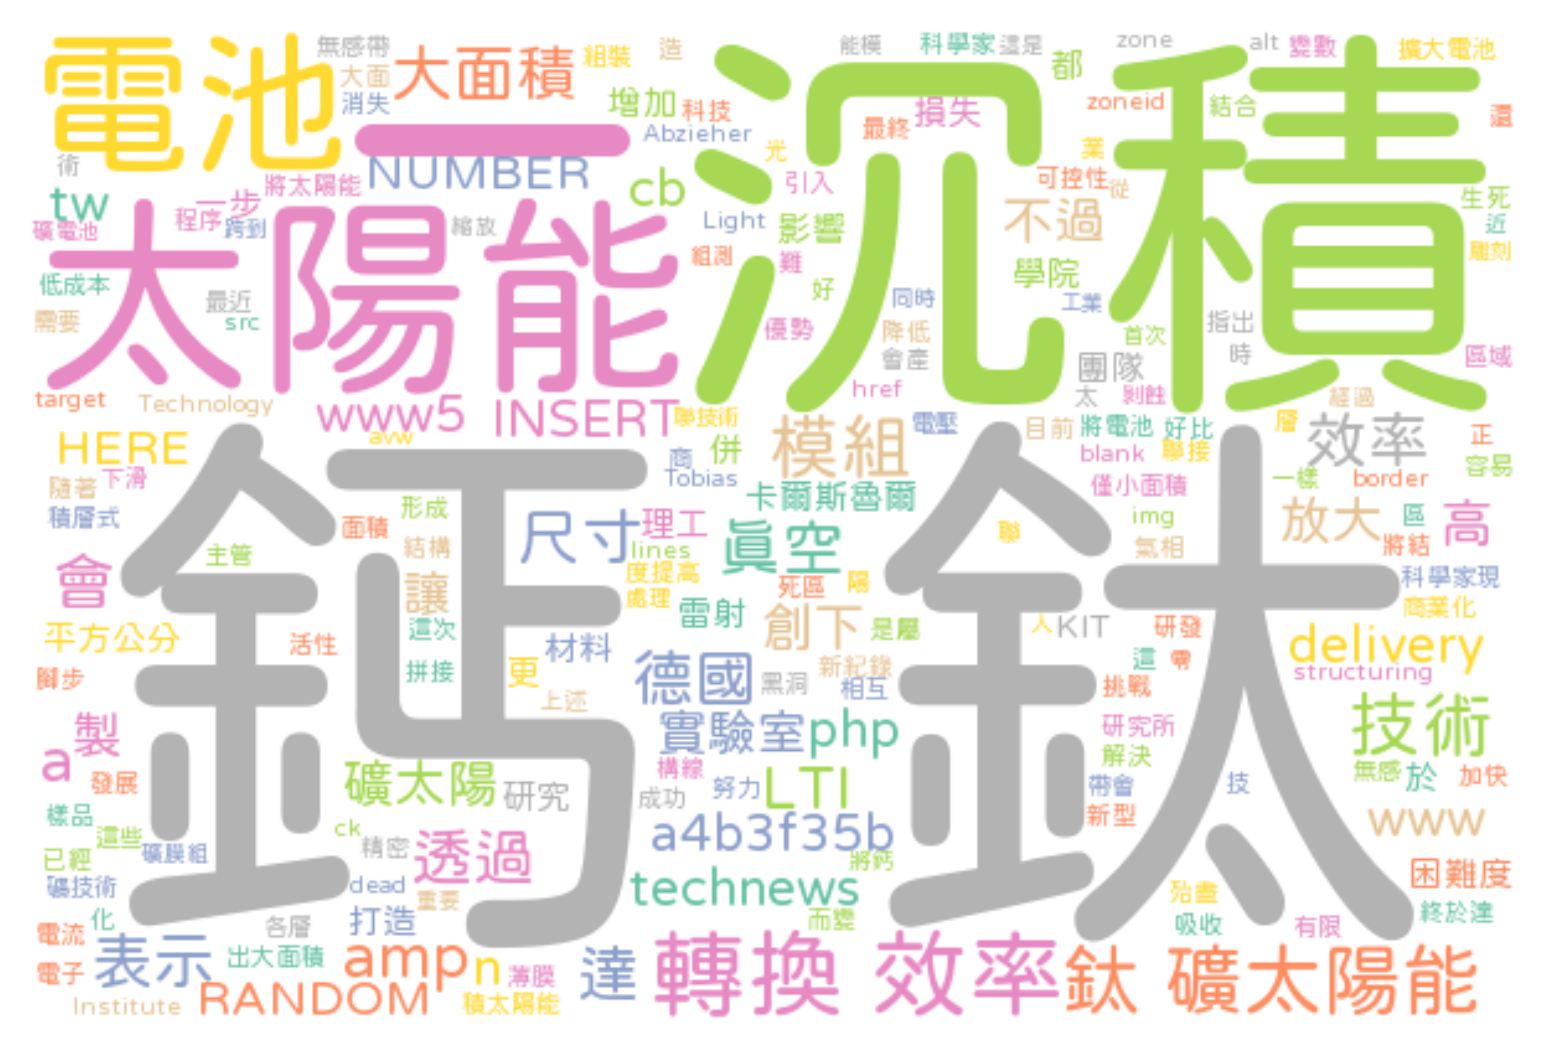 電池 無感帶 大面積 組裝 造 能模 科學家 這是 zone alt 變數 擴大電池
大面 消失 增加 科技 都 zoneid 結合 還
一 Abzieher 最終 損失 沉積
術 NUMBER 光 業
tw 一步 將太陽能 cb 引入 可控性 從 生死
礦電池 程序 跨到 縮放 Light 影響 不過 近
太陽能 組測 難 學院 雕刻
低成本 最近 好 同時 工業
需要 src 優勢 降低 首次 指出
會產 團隊 時 區域
target Technology href 太 剝蝕 經過
www5 INSERT 聯技術 電壓 目前 將電池 好比 層 效率 正
HERE avw 併 模組 blank 聯接 容易
下滑 商 Tobias 一樣 border
隨著 僅小面積
積層式 形成 卡爾斯魯爾 img 放大 區 高
鈣鈦 面積 尺寸 理工 真空 聯
主管 結構 lines 氣相 將結
會 度提高 死區 陽 科學家現
讓 處理 雷射 商業化
平方公分 活性 這次 材料 創下 是屬 人 KIT 研發 delivery
腳步 拼接 更 德國 黑洞 新紀錄 這 零 structuring
上述 相互 挑戰
製 實驗室 php 研究所 技術
a 發展 礦太陽 構線 解決 無感 於 加快
研究 成功 努力 LTI 帶會 技
樣品 新型
這些 ck a4b3f35b www
已經 礦膜組 精密 透過 將鈣
礦技術 dead 重要 technews 殆盡 困難度
化 各層 打造 而變 吸收 有限 終於達
電流 表示 出大面積 amp n 薄膜 達 轉換 效率 鈦 礦太陽能
電子
Institute RANDOM 積太陽能